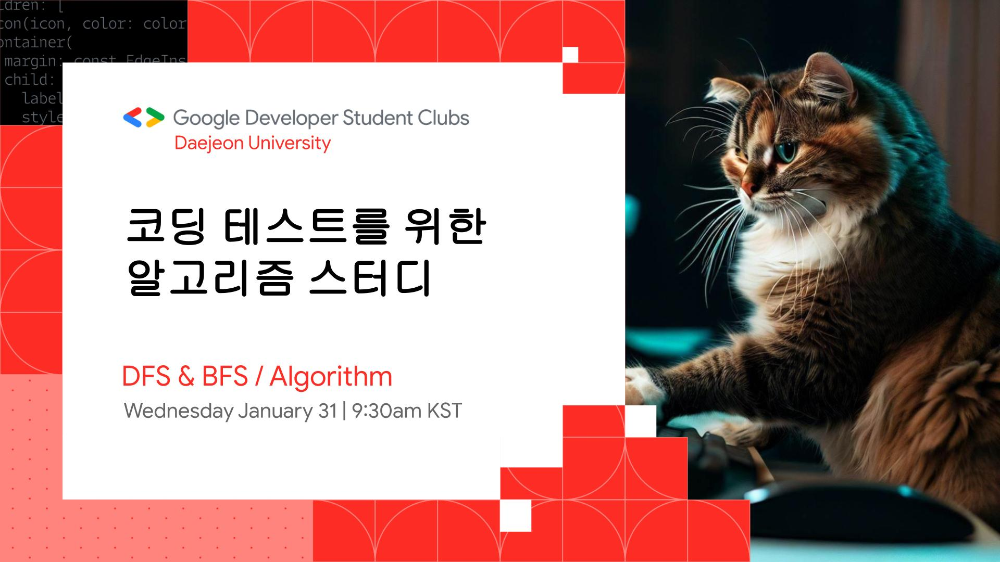 ldren: [
con(icon, color: color
ontainer(
margin: const EdgeIns
child:
label
style
Google Developer Student Clubs
Daejeon University
코딩 테스트를 위한
알고리즘 스터디
DFS & BFS / Algorithm
Wednesday January 31 | 9:30am KST